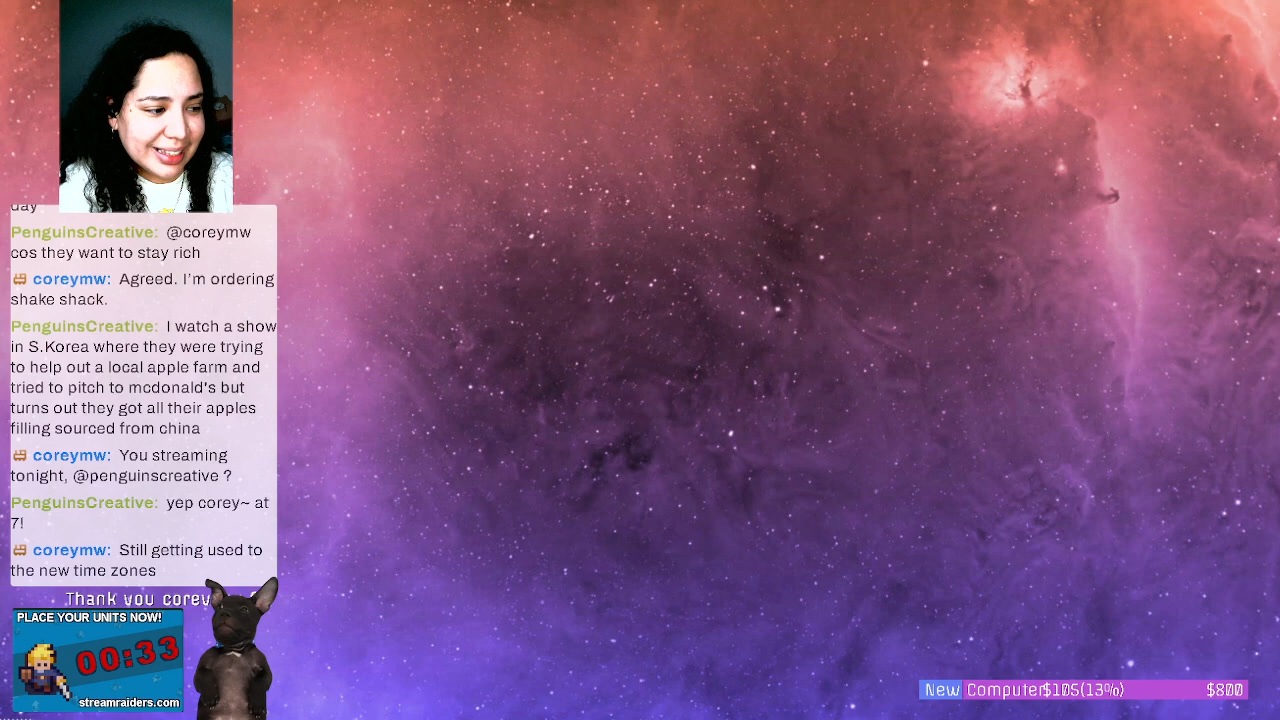 day
PenguinsCreative: @coreymw
cos they want to stay rich
coreymw: Agreed. I'm ordering
shake shack.
PenguinsCreative: I watch a show
in S.Korea where they were trying
to help out a local apple farm and
tried to pitch to mcdonald's but
turns out they got all their apples
filling sourced from china
coreymw: You streaming
tonight, @penguinscreative ?
PenguinsCreative: yep corey~ at
7!
coreymw: Still getting used to
the new time zones
Thank you
PLACE YOUR UNITS NOW!
00:33
streamraiders.com
New Computer $105(13%) $800